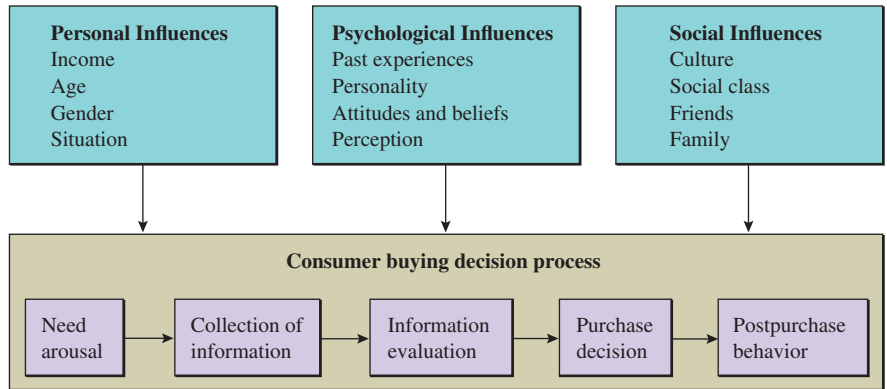 Personal Influences
Income
Age
Gender
Situation
Psychological Influences
Past experiences
Personality
Attitudes and beliefs
Perception
Social Influences
Culture
Social class
Friends
Family
Consumer buying decision process
Need
arousal
Collection of
information
Information
evaluation
Purchase
decision
Postpurchase
behavior